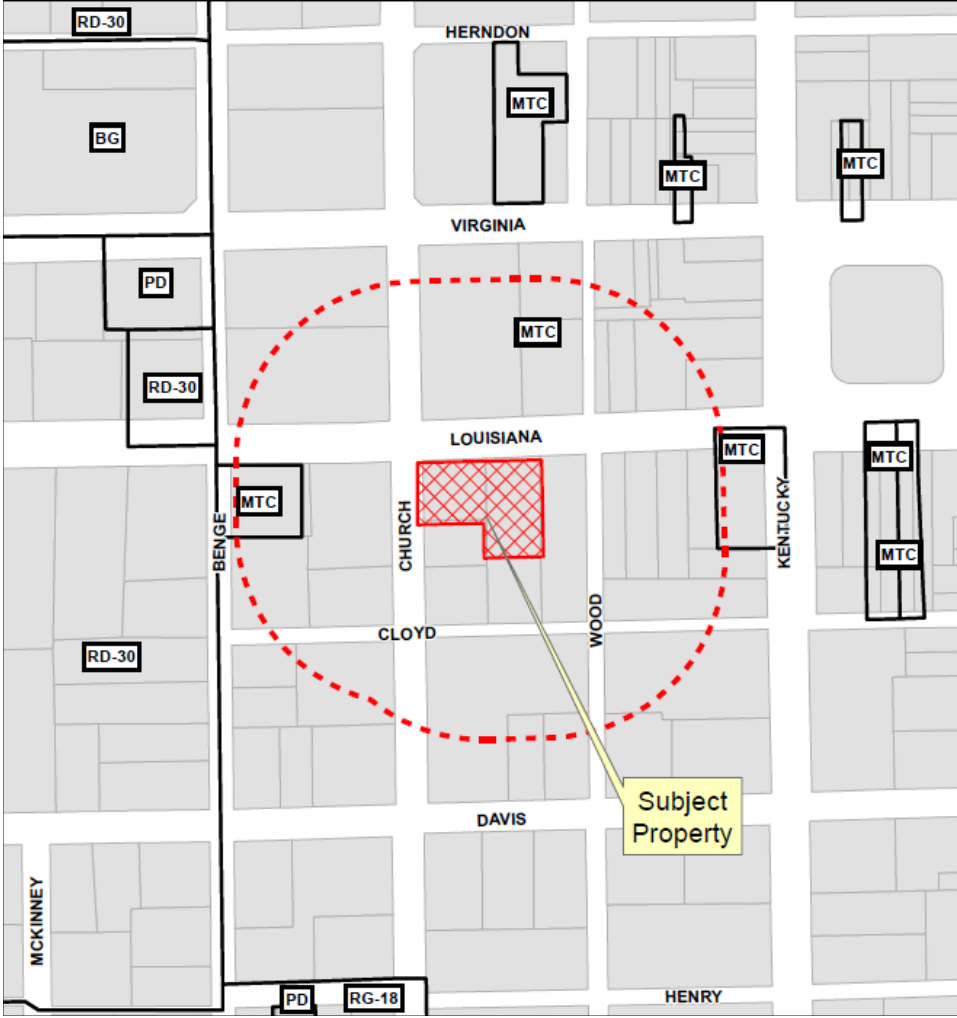 RD-30
HERNDON
MTC
BG
MTC
MTC
VIRGINIA
PD
MTC
RD-30
LOUISIANA
MTC
MTC
MTC
BENGE
CHURCH
KENTUCKY
MTC
WOOD
CLOYD
RD-30
Subject
Property
DAVIS
MCKINNEY
PD
RG-18
HENRY